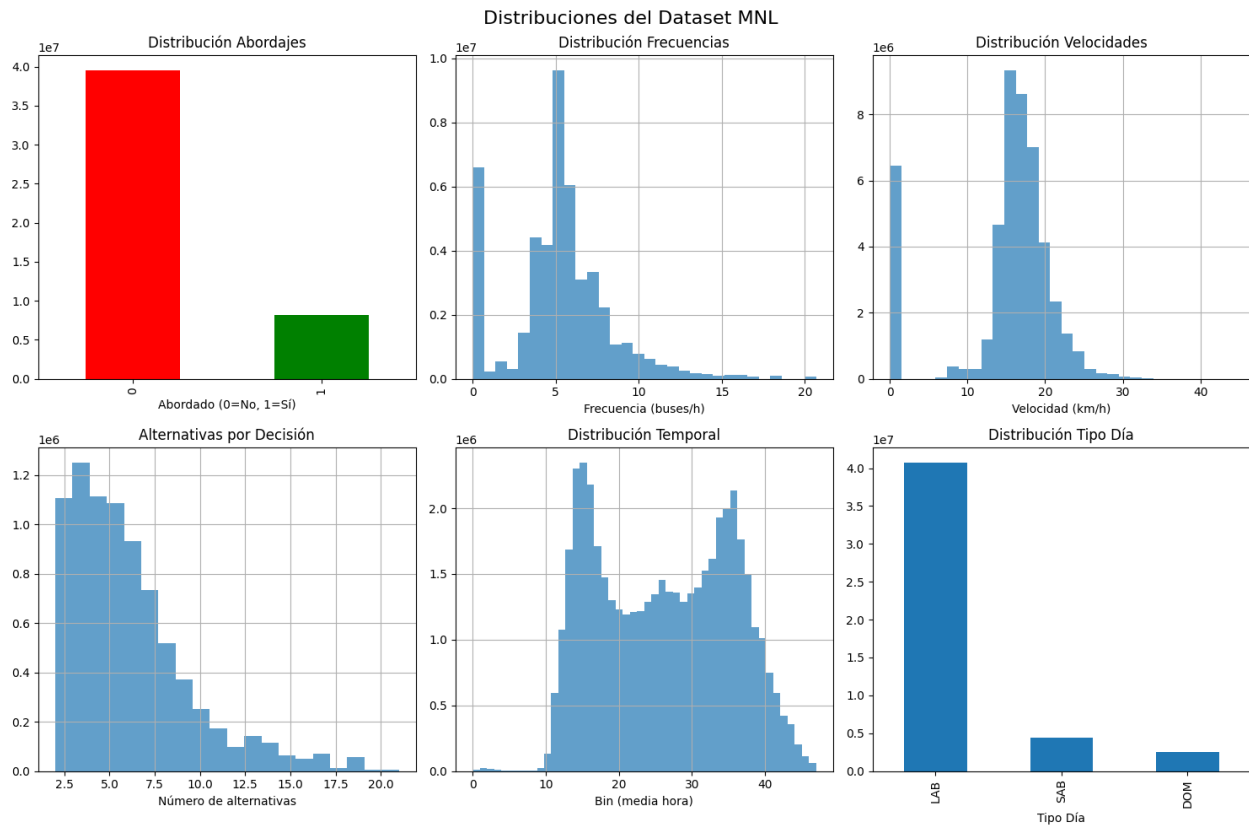 Distribuciones del Dataset MNL
Distribución Abordajes
1e7
4.0
3.5
3.0
2.5
2.0
1.5
1.0
0.5
0.0
0
1
Abordado (0=No, 1=Sí)
Distribución Frecuencias
1e7
1.0
0.8
0.6
0.4
0.2
0.0
0 5 10 15 20
Frecuencia (buses/h)
Distribución Velocidades
1e6
8
6
4
2
0
0 10 20 30 40
Velocidad (km/h)
Alternativas por Decisión
1e6
1.2
1.0
0.8
0.6
0.4
0.2
0.0
2.5 5.0 7.5 10.0 12.5 15.0 17.5 20.0
Número de alternativas
Distribución Temporal
1e6
2.0
1.5
1.0
0.5
0.0
0 10 20 30 40
Bin (media hora)
Distribución Tipo Día
1e7
4.0
3.5
3.0
2.5
2.0
1.5
1.0
0.5
0.0
LAB
SAB
DOM
Tipo Día